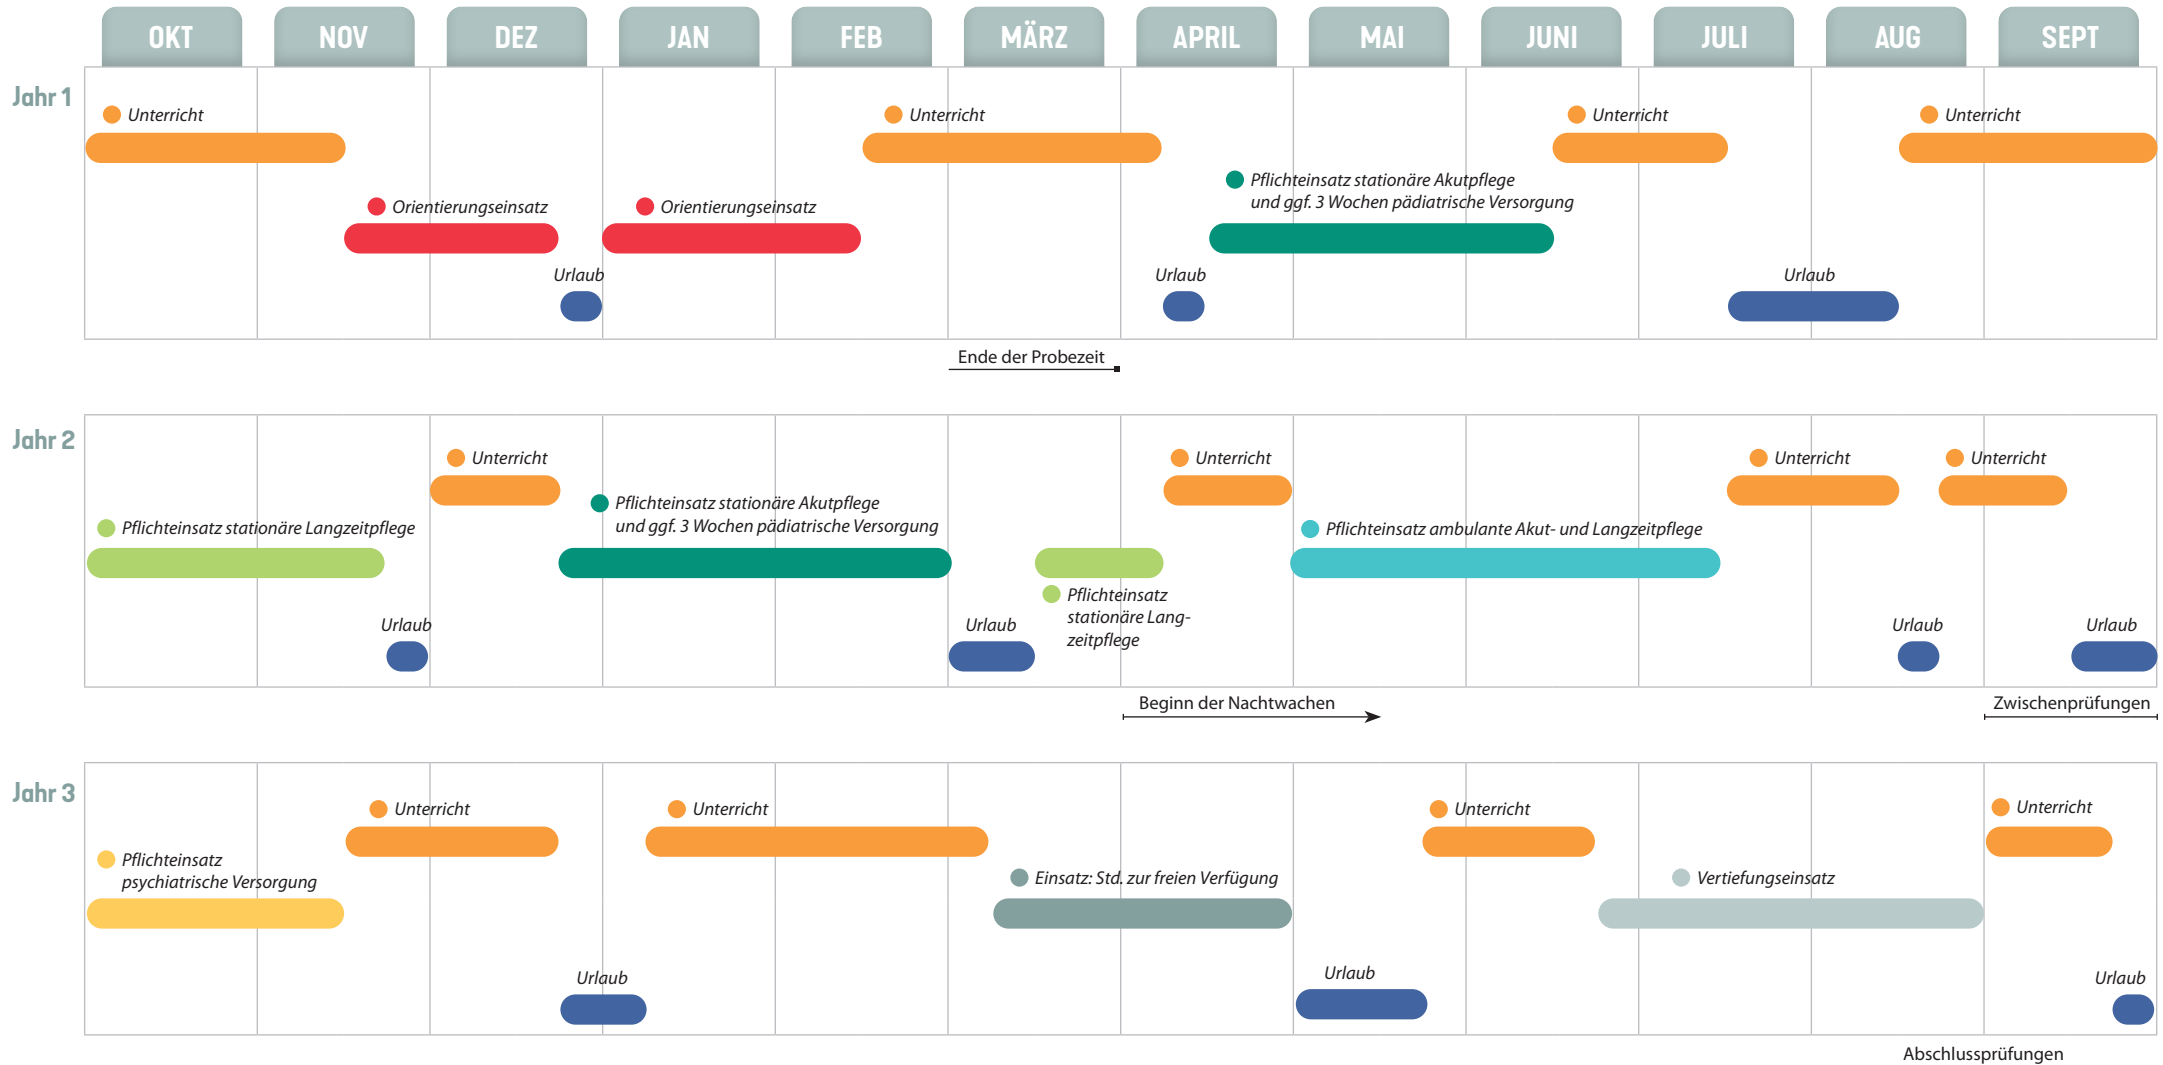 OKT
NOV
DEZ
JAN
FEB
MÄRZ
APRIL
MAI
JUNI
JULI
AUG
SEPT
Jahr 1
Unterricht
Unterricht
Unterricht
Unterricht
Pflichteinsatz stationäre Akutpflege
und ggf. 3 Wochen pädiatrische Versorgung
Orientierungseinsatz
Orientierungseinsatz
Urlaub
Urlaub
Urlaub
Ende der Probezeit
Jahr 2
Unterricht
Unterricht
Unterricht
Unterricht
Pflichteinsatz stationäre Langzeitpflege
Pflichteinsatz stationäre Akutpflege
und ggf. 3 Wochen pädiatrische Versorgung
Pflichteinsatz ambulante Akut- und Langzeitpflege
Pflichteinsatz
stationäre Lang-
zeitpflege
Urlaub
Urlaub
Urlaub
Urlaub
Beginn der Nachtwachen
Zwischenprüfungen
Jahr 3
Unterricht
Unterricht
Unterricht
Unterricht
Pflichteinsatz
psychiatrische Versorgung
Einsatz: Std. zur freien Verfügung
Vertiefungseinsatz
Urlaub
Urlaub
Urlaub
Abschlussprüfungen